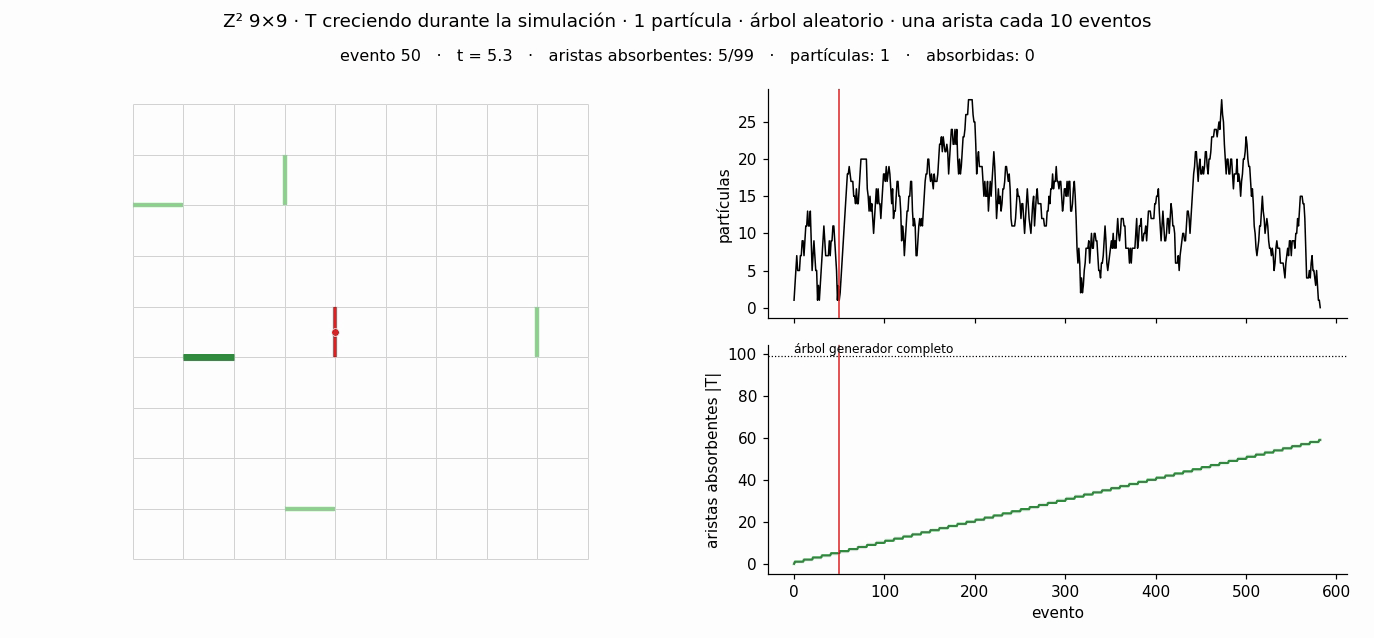 Z² 9×9 · T creciendo durante la simulación · 1 partícula · árbol aleatorio · una arista cada 10 eventos
evento 50 · t = 5.3 · aristas absorbentes: 5/99 · partículas: 1 · absorbidas: 0
partículas
25
20
15
10
5
0
árbol generador completo
aristas absorbentes |T|
100
80
60
40
20
0
0 100 200 300 400 500 600
evento